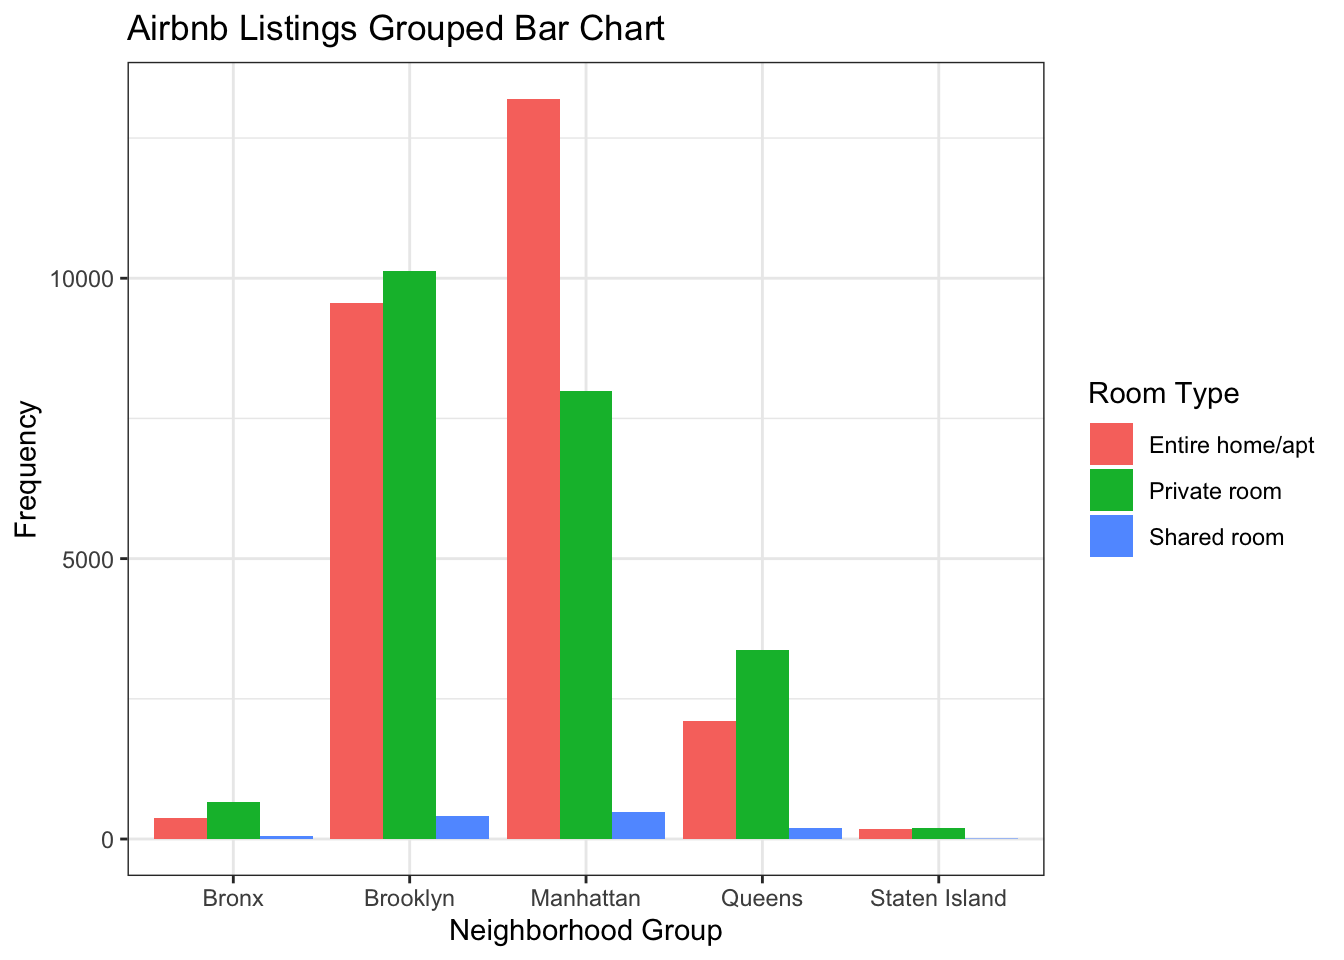 Airbnb Listings Grouped Bar Chart
Frequency
10000
5000
0
Bronx Brooklyn Manhattan Queens Staten Island
Neighborhood Group
Room Type
Entire home/apt
Private room
Shared room